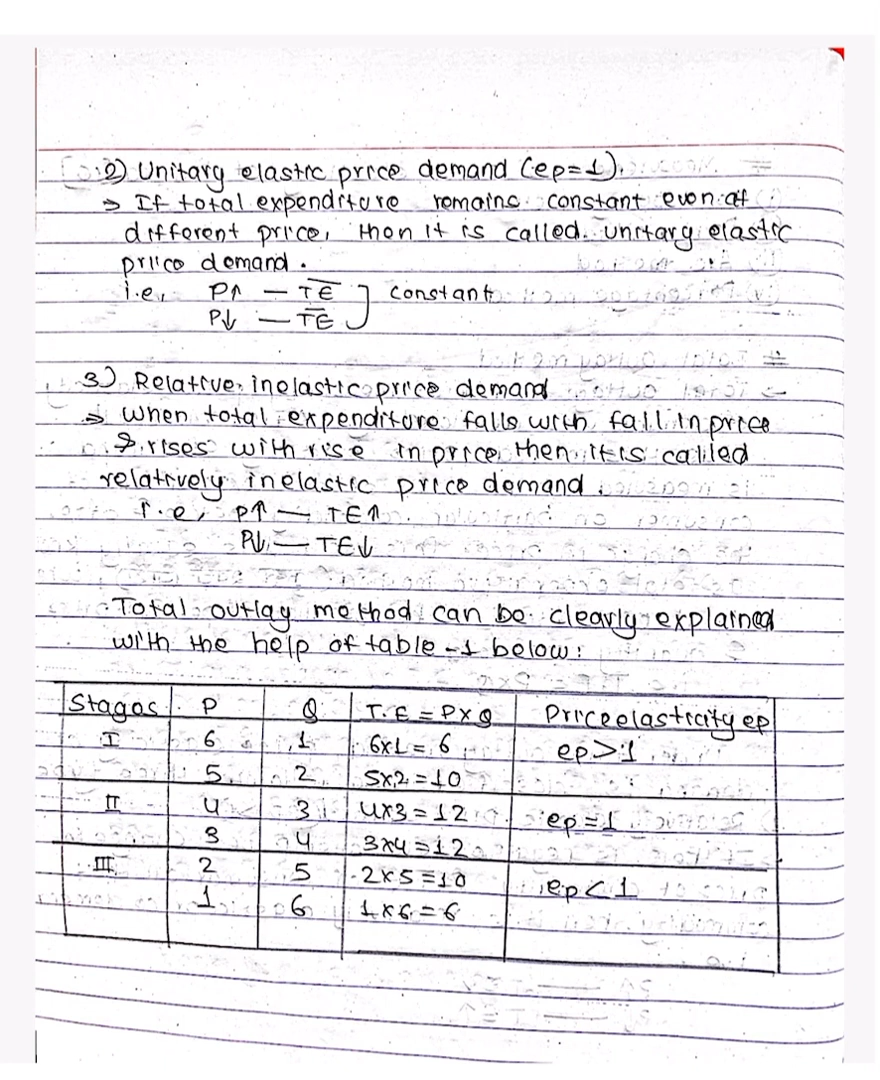 2) Unitary elastic price demand (ep=1).
→ If total expenditure remains constant even at
different price, then it is called unitary elastic
price demand.
i.e, P↑ — T̅E̅ ] constant
P↓ — T̅E̅
3) Relative inelastic price demand
→ When total expenditure falls with fall in price
& rises with rise in price, then it is called
relatively inelastic price demand.
i.e, P↑ — TE↑
P↓ — TE↓
Total outlay method can be clearly explained
with the help of table -1 below:
Stages P Q T.E = P×Q Price elasticity ep
I 6 1 6×1=6 ep>1
5 2 5×2=10
II 4 3 4×3=12 ep=1
3 4 3×4=12
III 2 5 2×5=10 ep<1
1 6 1×6=6